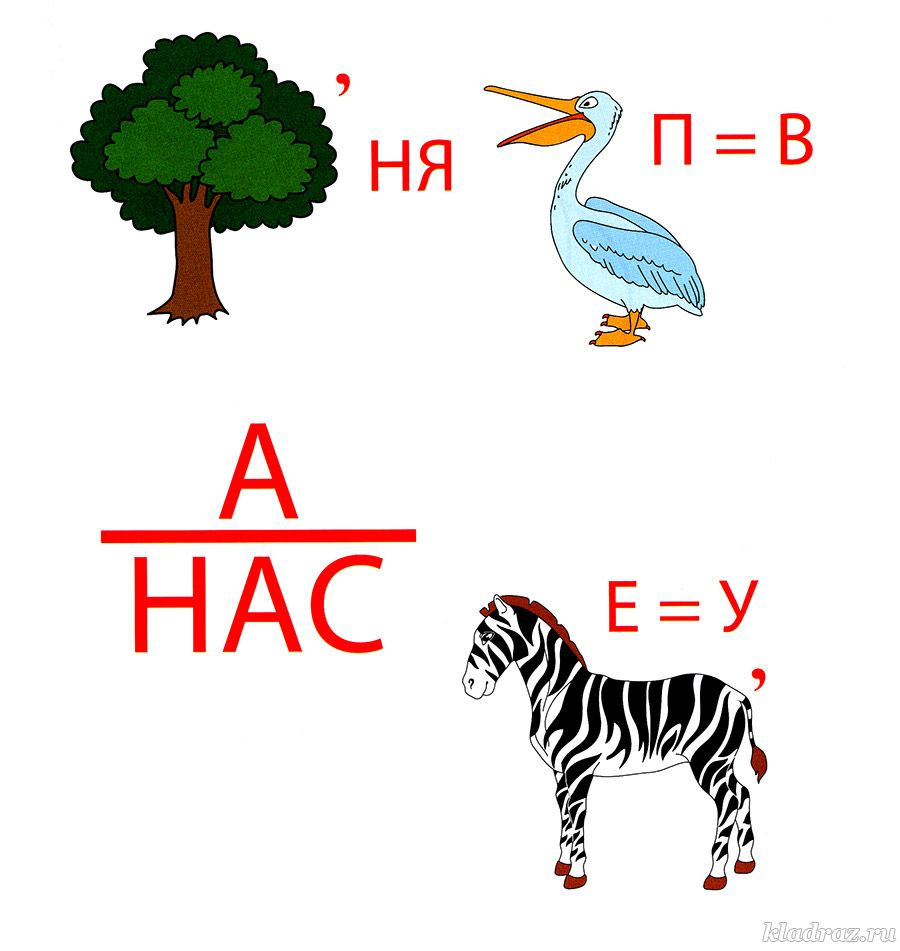 ,
НЯ
П = В
А
НАС
Е = У
,
kladraz.ru